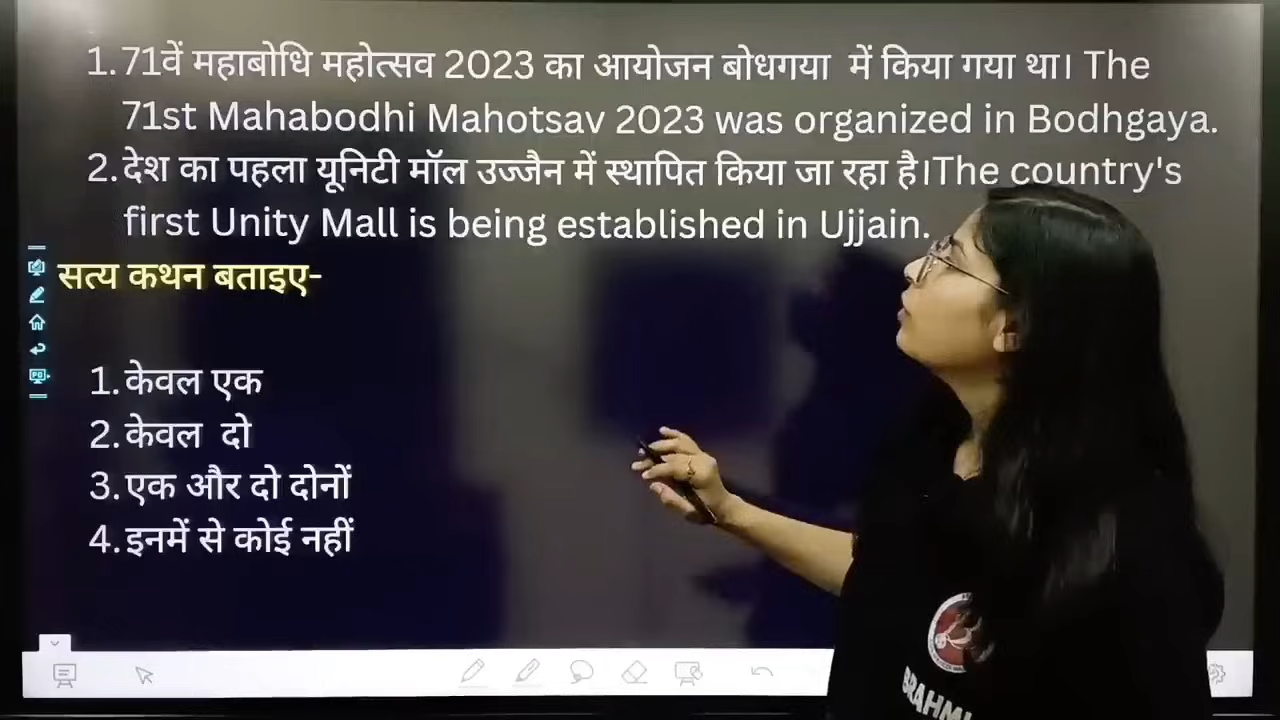 1. 71वें महाबोधि महोत्सव 2023 का आयोजन बोधगया में किया गया था। The
71st Mahabodhi Mahotsav 2023 was organized in Bodhgaya.
2. देश का पहला यूनिटी मॉल उज्जैन में स्थापित किया जा रहा है।The country's
first Unity Mall is being established in Ujjain.
सत्य कथन बताइए-
1. केवल एक
2. केवल दो
3. एक और दो दोनों
4. इनमें से कोई नहीं